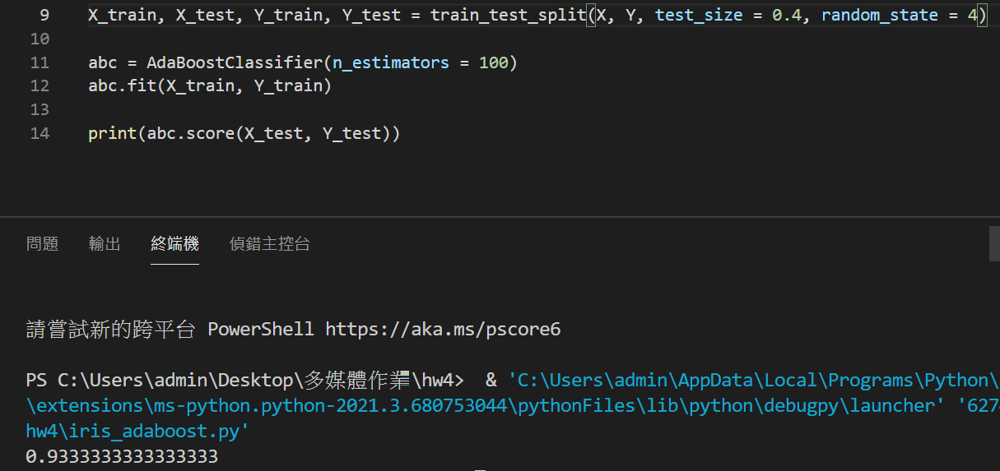 9 X_train, X_test, Y_train, Y_test = train_test_split(X, Y, test_size = 0.4, random_state = 4)
10
11 abc = AdaBoostClassifier(n_estimators = 100)
12 abc.fit(X_train, Y_train)
13
14 print(abc.score(X_test, Y_test))
問題 輸出 終端機 偵錯主控台
請嘗試新的跨平台 PowerShell https://aka.ms/pscore6
PS C:\Users\admin\Desktop\多媒體作業\hw4> & 'C:\Users\admin\AppData\Local\Programs\Python\
\extensions\ms-python.python-2021.3.680753044\pythonFiles\lib\python\debugpy\launcher' '627
hw4\iris_adaboost.py'
0.9333333333333333